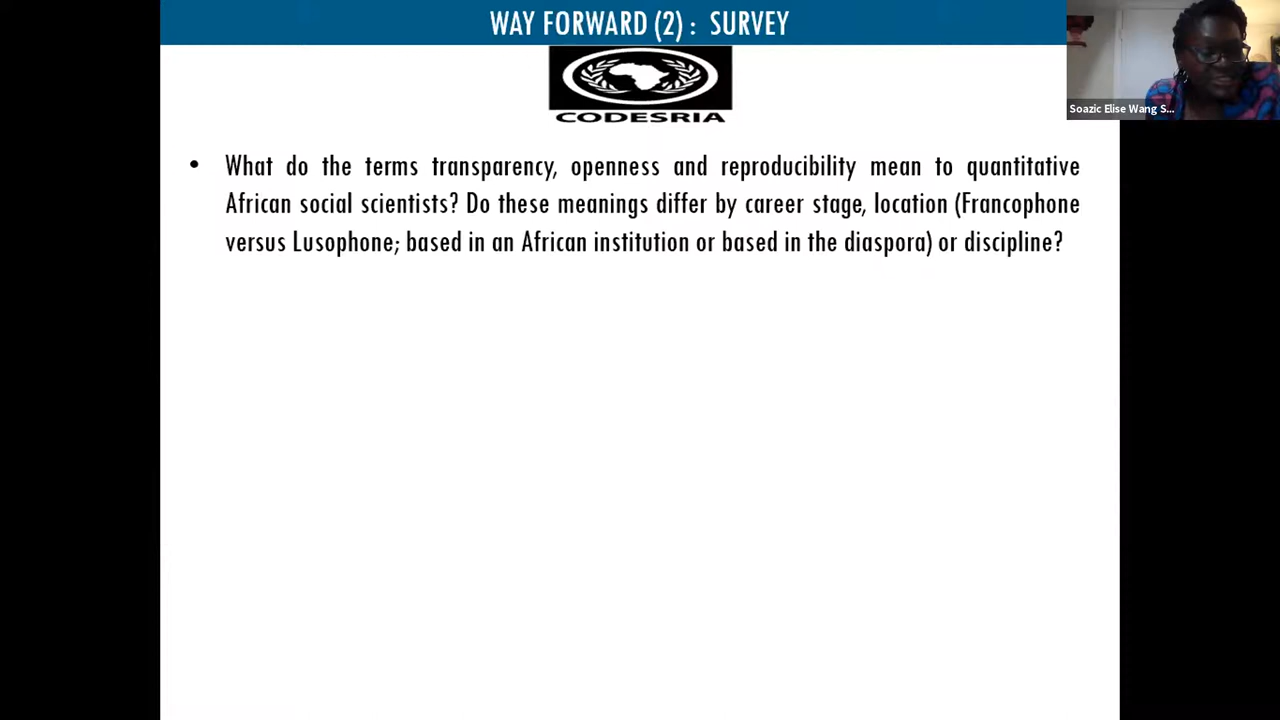 WAY FORWARD (2) : SURVEY
CODESRIA
Soazic Elise Wang S...
• What do the terms transparency, openness and reproducibility mean to quantitative
African social scientists? Do these meanings differ by career stage, location (Francophone
versus Lusophone; based in an African institution or based in the diaspora) or discipline?